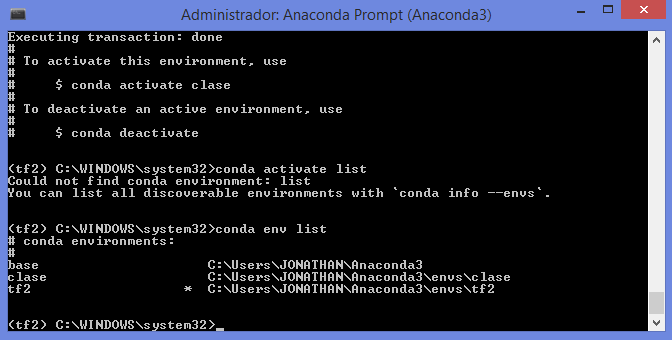 Administrador: Anaconda Prompt (Anaconda3)
Executing transaction: done
#
# To activate this environment, use
#
#     $ conda activate clase
#
# To deactivate an active environment, use
#
#     $ conda deactivate
(tf2) C:\WINDOWS\system32>conda activate list
Could not find conda environment: list
You can list all discoverable environments with `conda info --envs`.
(tf2) C:\WINDOWS\system32>conda env list
# conda environments:
#
base                     C:\Users\JONATHAN\Anaconda3
clase                    C:\Users\JONATHAN\Anaconda3\envs\clase
tf2                   *  C:\Users\JONATHAN\Anaconda3\envs\tf2
(tf2) C:\WINDOWS\system32>